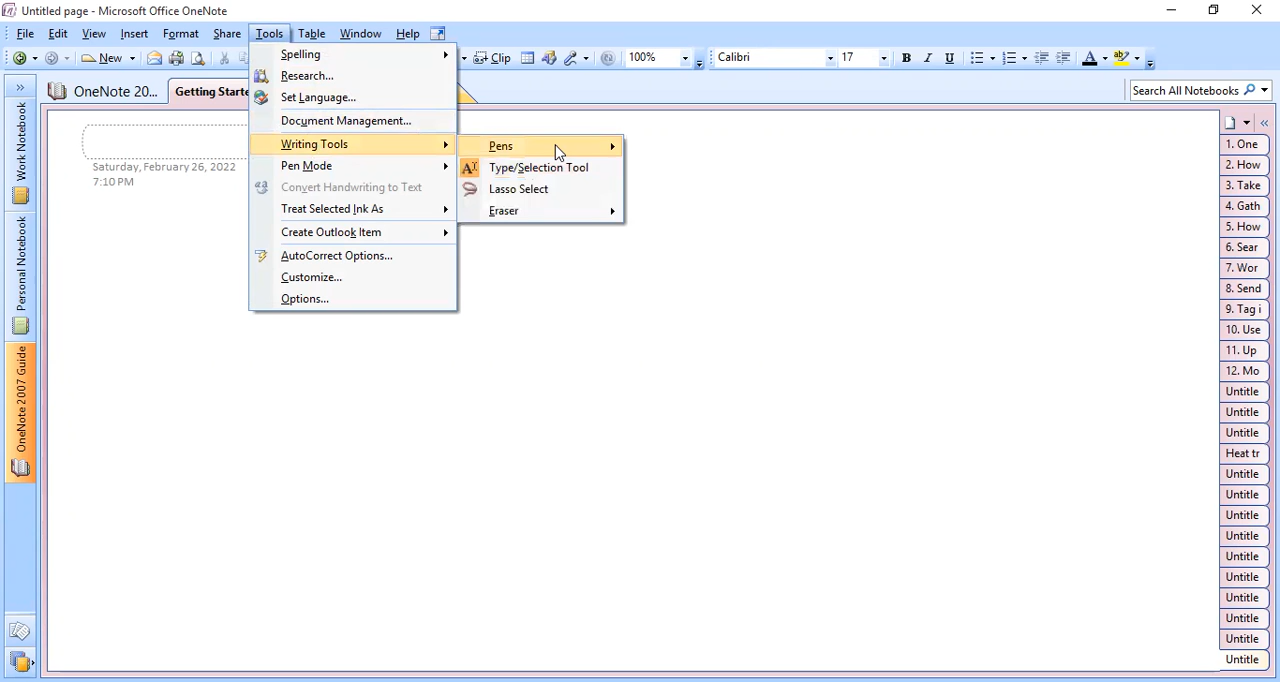 Untitled page - Microsoft Office OneNote
File Edit View Insert Format Share Tools Table Window Help
New Clip 100% Calibri 17 B I U A ab
OneNote 20... Getting Starte
Search All Notebooks
Work Notebook
Personal Notebook
OneNote 2007 Guide
Saturday, February 26, 2022
7:10 PM
Spelling
Research...
Set Language...
Document Management...
Writing Tools
Pen Mode
Convert Handwriting to Text
Treat Selected Ink As
Create Outlook Item
AutoCorrect Options...
Customize...
Options...
Pens
Type/Selection Tool
Lasso Select
Eraser
1. One
2. How
3. Take
4. Gath
5. How
6. Sear
7. Wor
8. Send
9. Tag i
10. Use
11. Up
12. Mo
Untitle
Untitle
Untitle
Heat tr
Untitle
Untitle
Untitle
Untitle
Untitle
Untitle
Untitle
Untitle
Untitle
Untitle